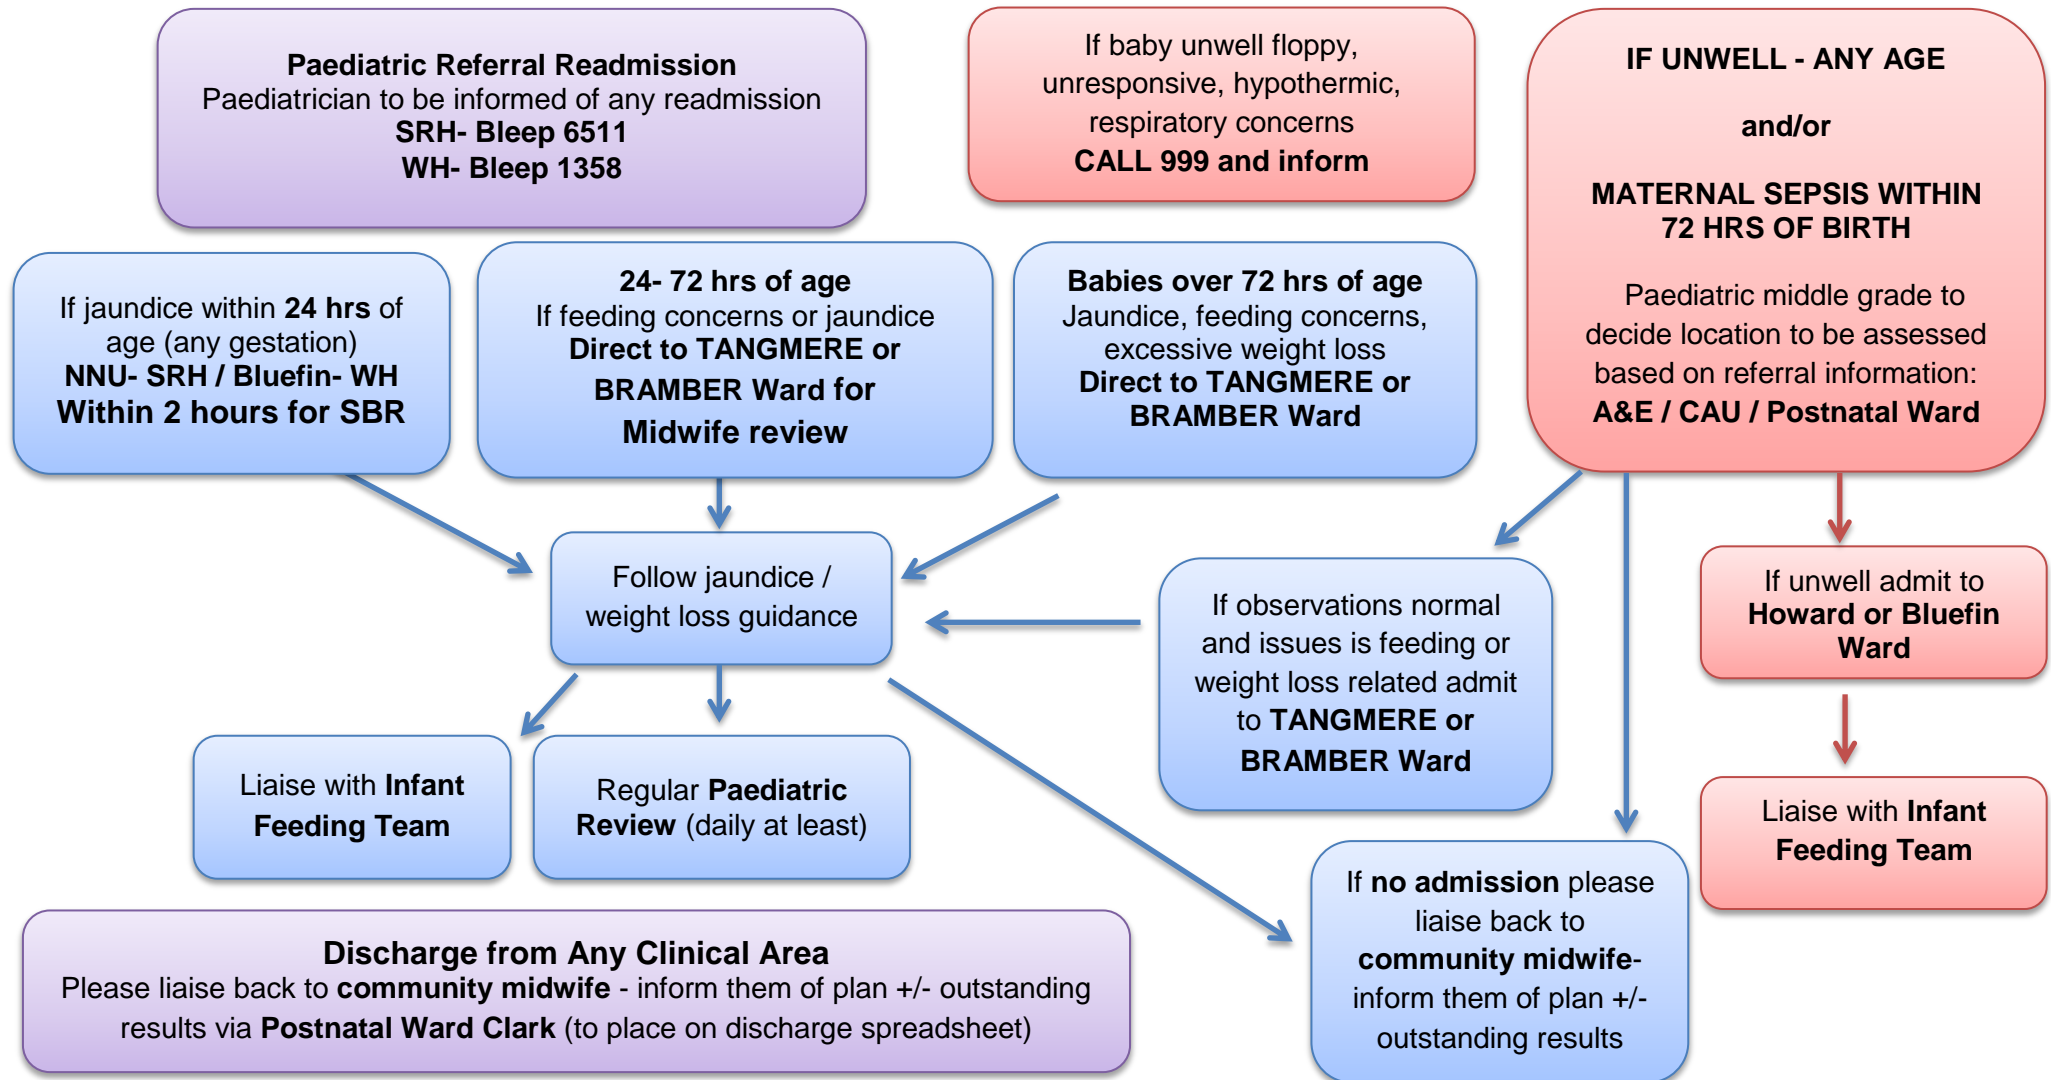 Paediatric Referral Readmission
Paediatrician to be informed of any readmission
SRH- Bleep 6511
WH- Bleep 1358
If baby unwell floppy,
unresponsive, hypothermic,
respiratory concerns
CALL 999 and inform
IF UNWELL - ANY AGE
and/or
MATERNAL SEPSIS WITHIN
72 HRS OF BIRTH
Paediatric middle grade to
decide location to be assessed
based on referral information:
A&E / CAU / Postnatal Ward
If jaundice within 24 hrs of
age (any gestation)
NNU- SRH / Bluefin- WH
Within 2 hours for SBR
24- 72 hrs of age
If feeding concerns or jaundice
Direct to TANGMERE or
BRAMBER Ward for
Midwife review
Babies over 72 hrs of age
Jaundice, feeding concerns,
excessive weight loss
Direct to TANGMERE or
BRAMBER Ward
Follow jaundice /
weight loss guidance
If observations normal
and issues is feeding or
weight loss related admit
to TANGMERE or
BRAMBER Ward
If unwell admit to
Howard or Bluefin
Ward
Liaise with Infant
Feeding Team
Regular Paediatric
Review (daily at least)
Liaise with Infant
Feeding Team
If no admission please
liaise back to
community midwife-
inform them of plan +/-
outstanding results
Discharge from Any Clinical Area
Please liaise back to community midwife - inform them of plan +/- outstanding
results via Postnatal Ward Clark (to place on discharge spreadsheet)